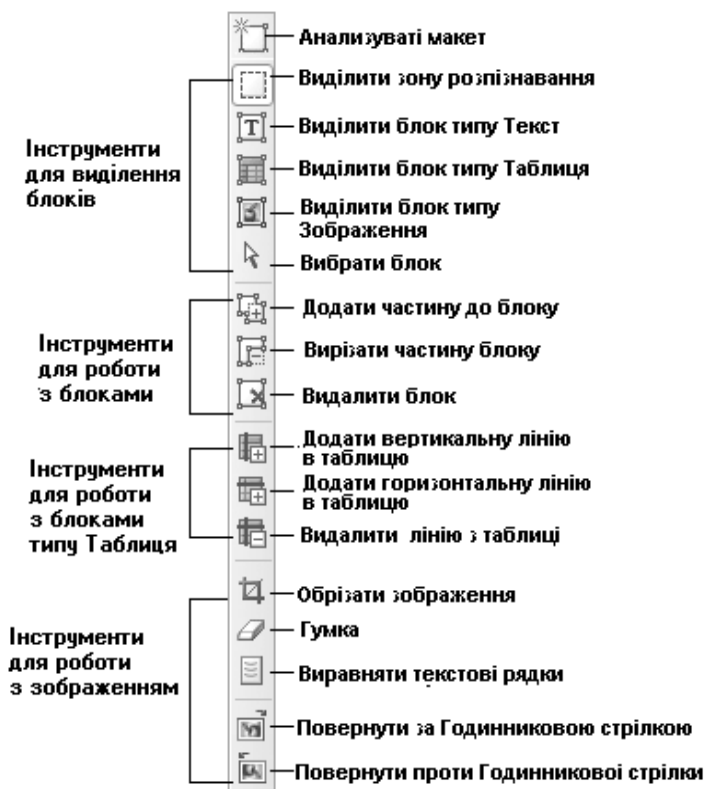 Анализуваті макет
Виділити зону розпізнавання
Інструменти
для виділення
блоків
Виділити блок типу Текст
Виділити блок типу Таблиця
Виділити блок типу
Зображення
Вибрати блок
Інструменти
для роботи
з блоками
Додати частину до блоку
Вирізати частину блоку
Видалити блок
Інструменти
для роботи
з блоками
типу Таблиця
Додати вертикальну лінію
в таблицю
Додати горизонтальну лінію
в таблицю
Видалити лінію з таблиці
Інструменти
для роботи
з зображенням
Обрізати зображення
Гумка
Виравняти текстові рядки
Повернути за Годинниковою стрілкою
Повернути проти Годинникової стрілки